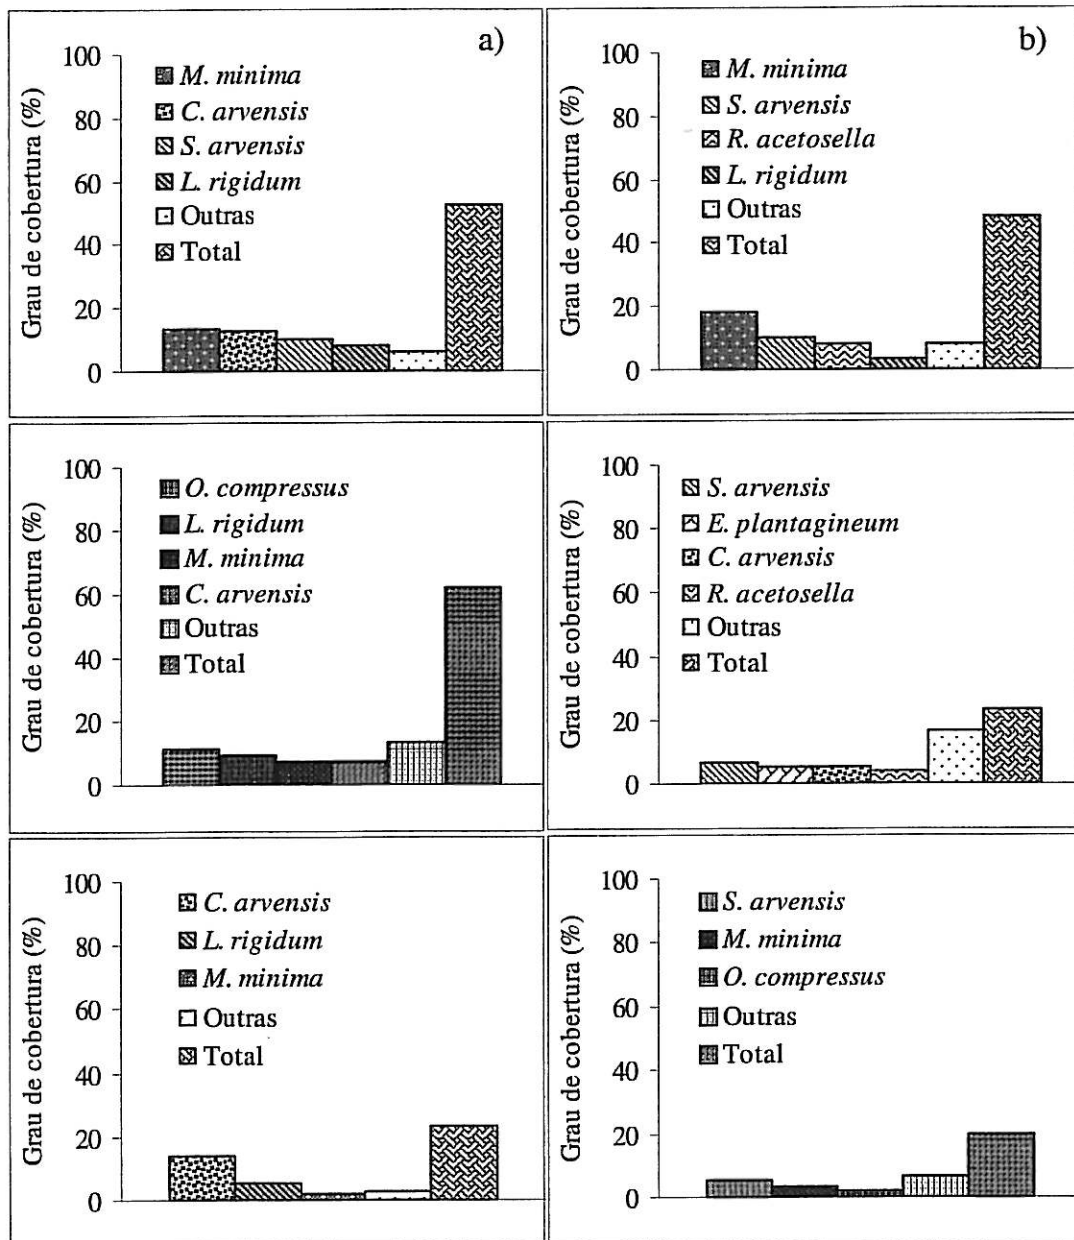 a)
Grau de cobertura (%)
100
80
60
40
20
0
M. minima
C. arvensis
S. arvensis
L. rigidum
Outras
Total
b)
Grau de cobertura (%)
100
80
60
40
20
0
M. minima
S. arvensis
R. acetosella
L. rigidum
Outras
Total
Grau de cobertura (%)
100
80
60
40
20
0
O. compressus
L. rigidum
M. minima
C. arvensis
Outras
Total
Grau de cobertura (%)
100
80
60
40
20
0
S. arvensis
E. plantagineum
C. arvensis
R. acetosella
Outras
Total
Grau de cobertura (%)
100
80
60
40
20
0
C. arvensis
L. rigidum
M. minima
Outras
Total
Grau de cobertura (%)
100
80
60
40
20
0
S. arvensis
M. minima
O. compressus
Outras
Total